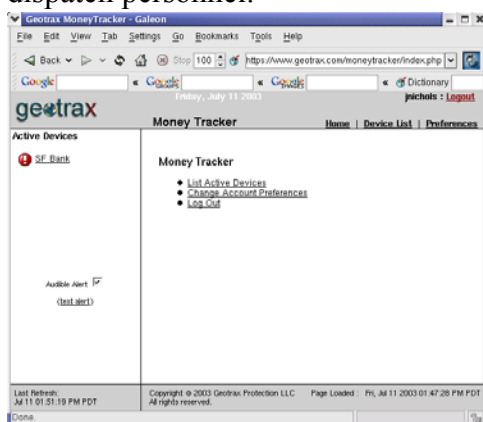 dispatch personnel.
Geotrax MoneyTracker - Galeon
File Edit View Tab Settings Go Bookmarks Tools Help
Back Stop 100 https://www.geotrax.com/moneytracker/index.php
Google « Google « Google « Dictionary
Friday, July 11 2003 jnichols : Logout
geotrax
Money Tracker Home | Device List | Preferences
Active Devices
SF Bank
Money Tracker
List Active Devices
Change Account Preferences
Log Out
Audible Alert
(test alert)
Last Refresh: Copyright © 2003 Geotrax Protection LLC Page Loaded : Fri, Jul 11 2003 01:47:28 PM PDT
Jul 11 01:51:19 PM PDT All rights reserved.
Done.